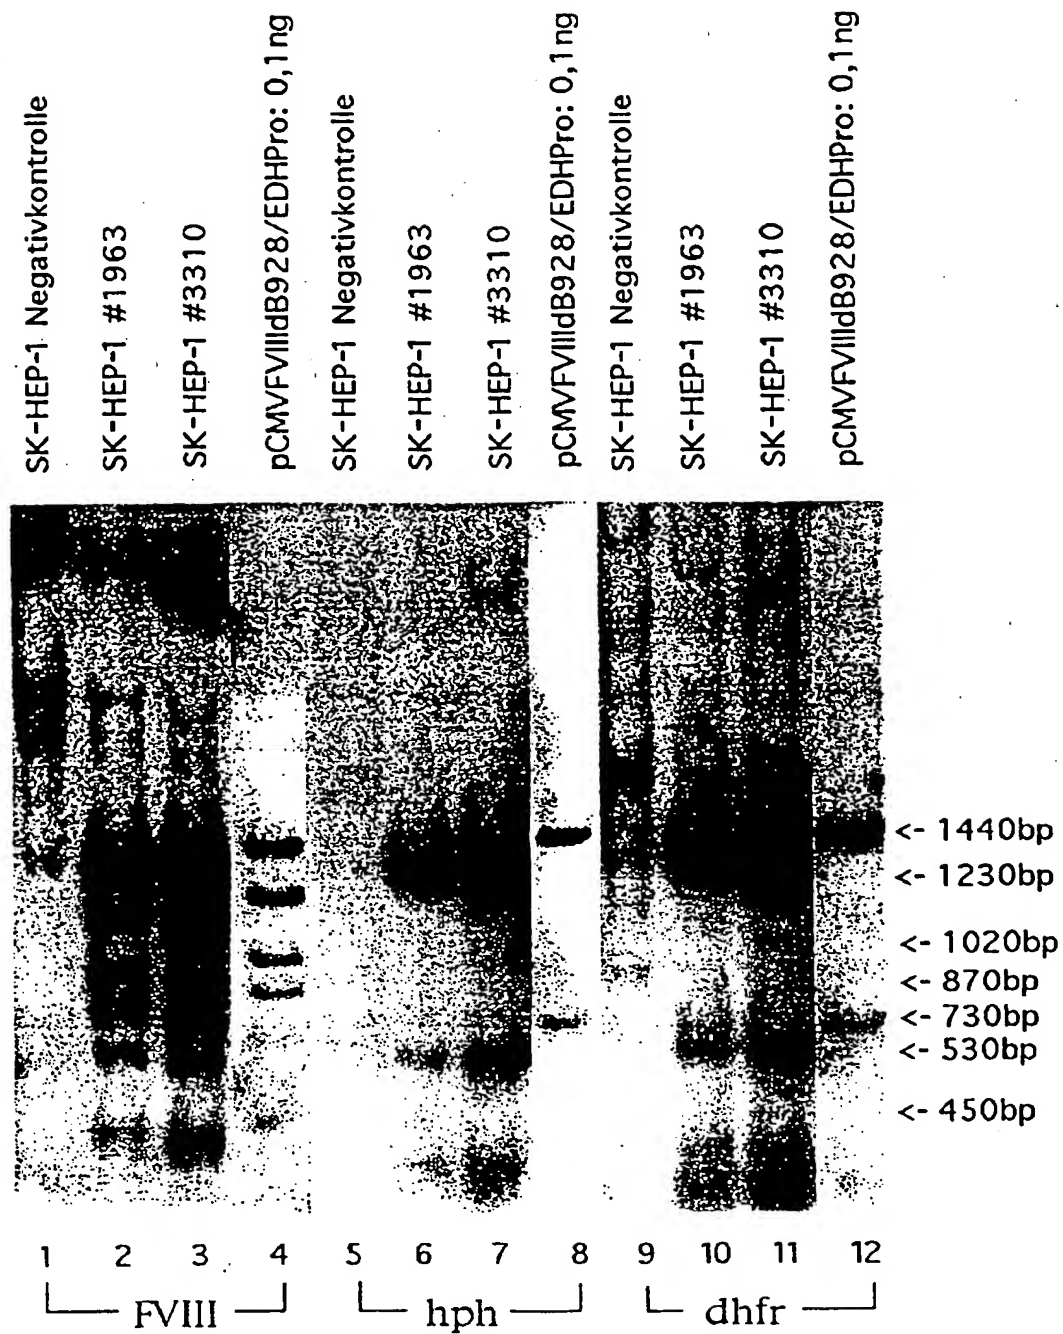 SK-HEP-1 Negativkontrolle
SK-HEP-1 #1963
SK-HEP-1 #3310
pCMVFVIIIdB928/EDHPro: 0,1ng
SK-HEP-1 Negativkontrolle
SK-HEP-1 #1963
SK-HEP-1 #3310
pCMVFVIIIdB928/EDHPro: 0,1ng
SK-HEP-1 Negativkontrolle
SK-HEP-1 #1963
SK-HEP-1 #3310
pCMVFVIIIdB928/EDHPro: 0,1ng
<- 1440bp
<- 1230bp
<- 1020bp
<- 870bp
<- 730bp
<- 530bp
<- 450bp
1 2 3 4 5 6 7 8 9 10 11 12
FVIII hph dhfr